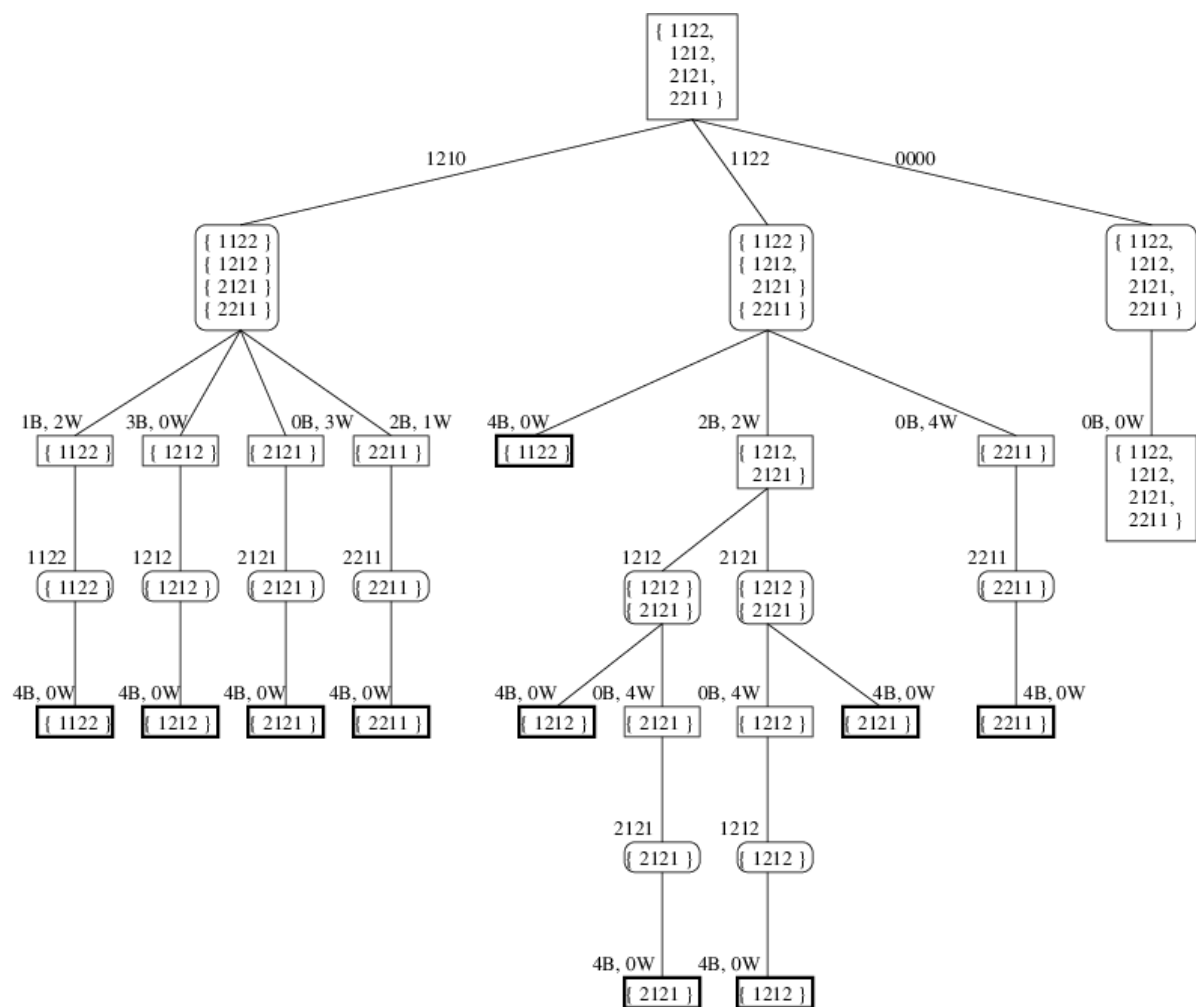 { 1122,
1212,
2121,
2211 }
1210
1122
0000
{ 1122 }
{ 1212 }
{ 2121 }
{ 2211 }
{ 1122 }
{ 1212,
2121 }
{ 2211 }
{ 1122,
1212,
2121,
2211 }
1B, 2W
3B, 0W
0B, 3W
2B, 1W
4B, 0W
2B, 2W
0B, 4W
0B, 0W
{ 1122 }
{ 1212 }
{ 2121 }
{ 2211 }
{ 1122 }
{ 1212,
2121 }
{ 2211 }
{ 1122,
1212,
2121,
2211 }
1122
1212
2121
2211
1212
2121
2211
{ 1122 }
{ 1212 }
{ 2121 }
{ 2211 }
{ 1212 }
{ 2121 }
{ 1212 }
{ 2121 }
{ 2211 }
4B, 0W
4B, 0W
4B, 0W
4B, 0W
4B, 0W
0B, 4W
0B, 4W
4B, 0W
4B, 0W
{ 1122 }
{ 1212 }
{ 2121 }
{ 2211 }
{ 1212 }
{ 2121 }
{ 1212 }
{ 2121 }
{ 2211 }
2121
1212
{ 2121 }
{ 1212 }
4B, 0W
4B, 0W
{ 2121 }
{ 1212 }